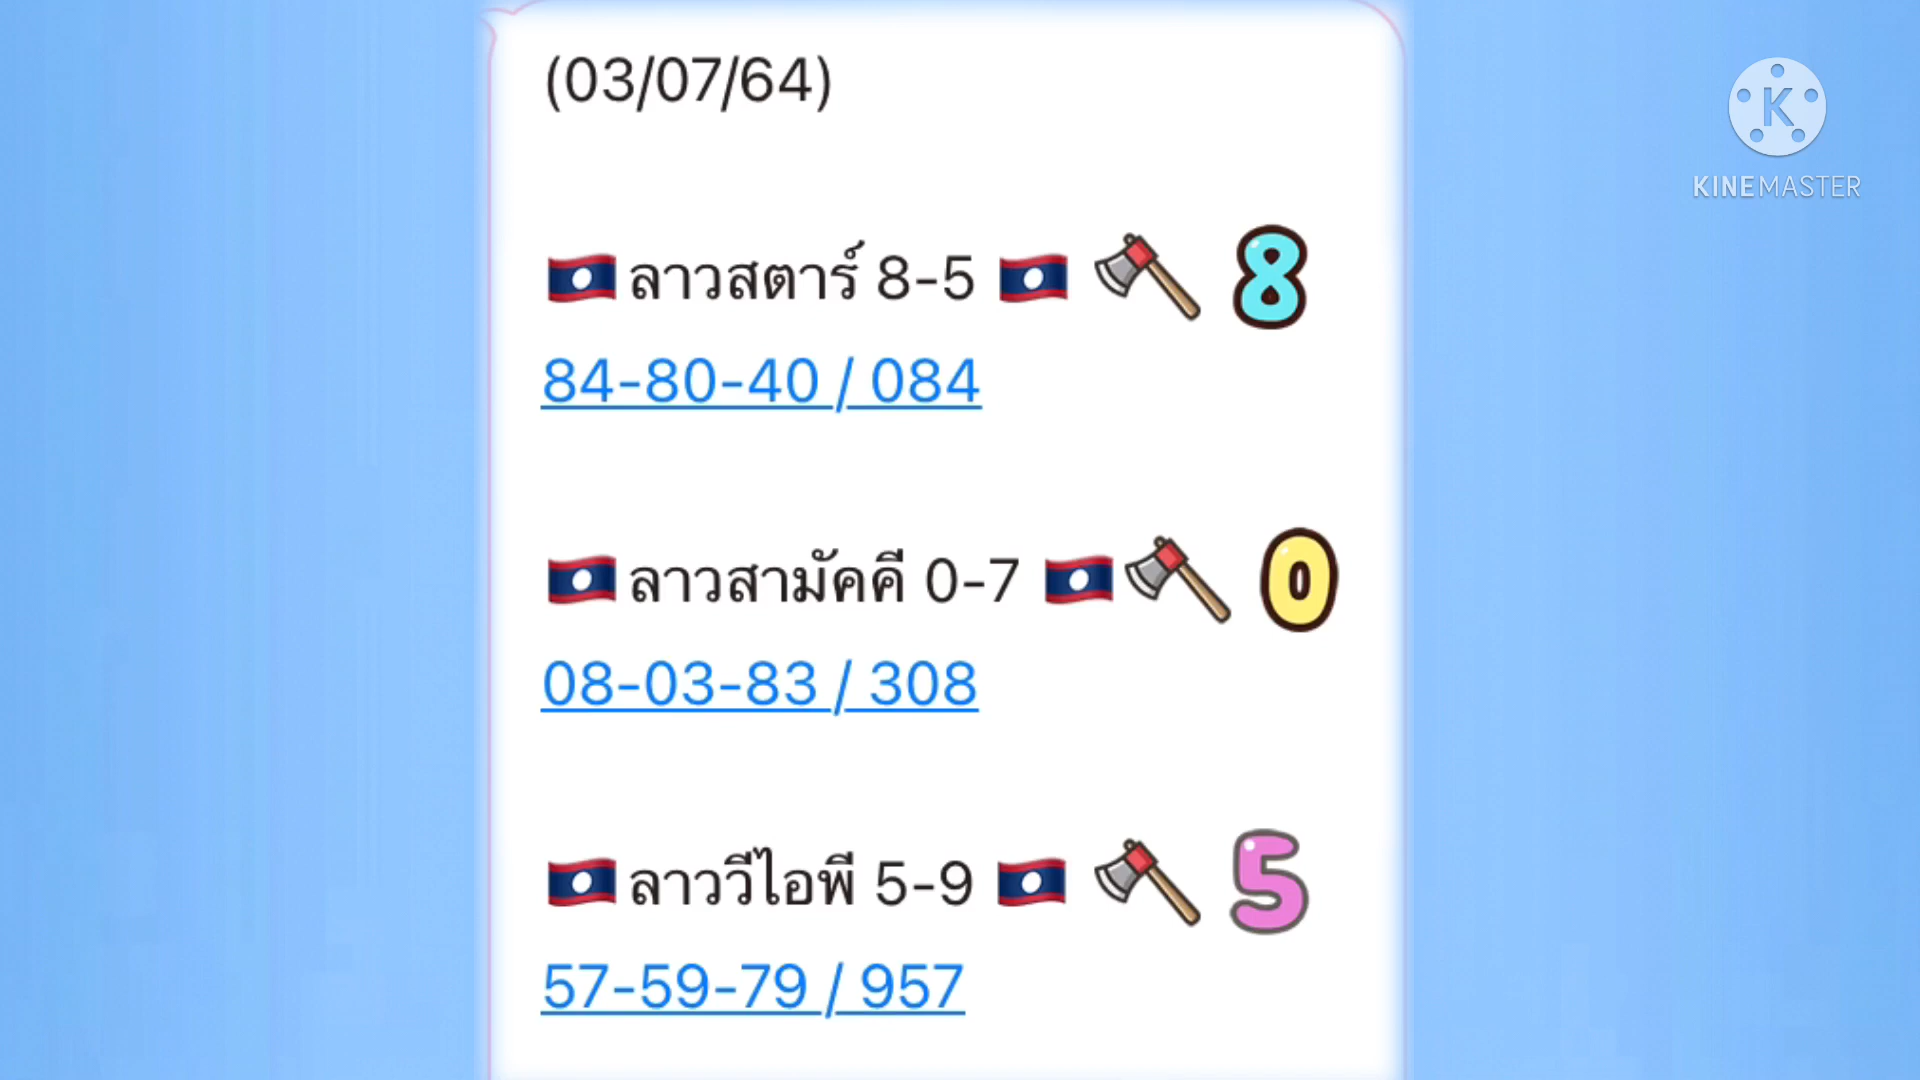 (03/07/64)
K
KINEMASTER
🇱🇦ลาวสตาร์ 8-5 🇱🇦 🪓 8
84-80-40 / 084
🇱🇦ลาวสามัคคี 0-7 🇱🇦🪓 0
08-03-83 / 308
🇱🇦ลาววีไอพี 5-9 🇱🇦 🪓 5
57-59-79 / 957